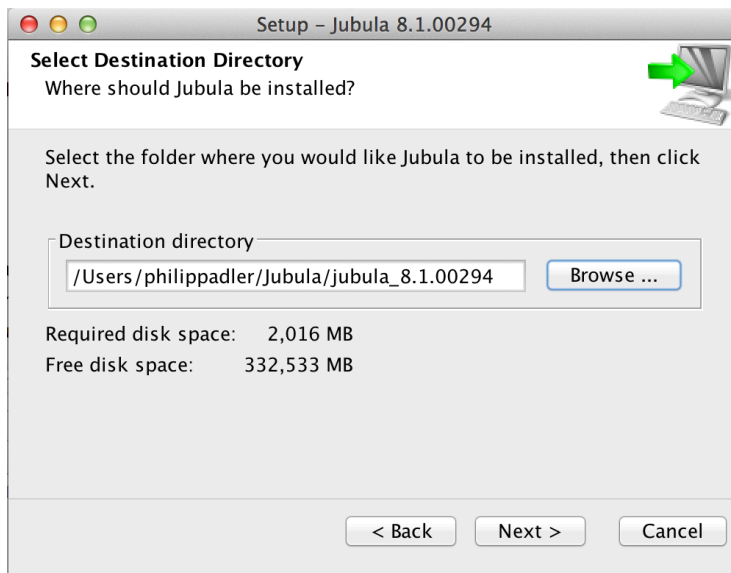 Setup – Jubula 8.1.00294
Select Destination Directory
Where should Jubula be installed?
Select the folder where you would like Jubula to be installed, then click
Next.
Destination directory
/Users/philippadler/Jubula/jubula_8.1.00294
Browse ...
Required disk space: 2,016 MB
Free disk space: 332,533 MB
< Back Next > Cancel